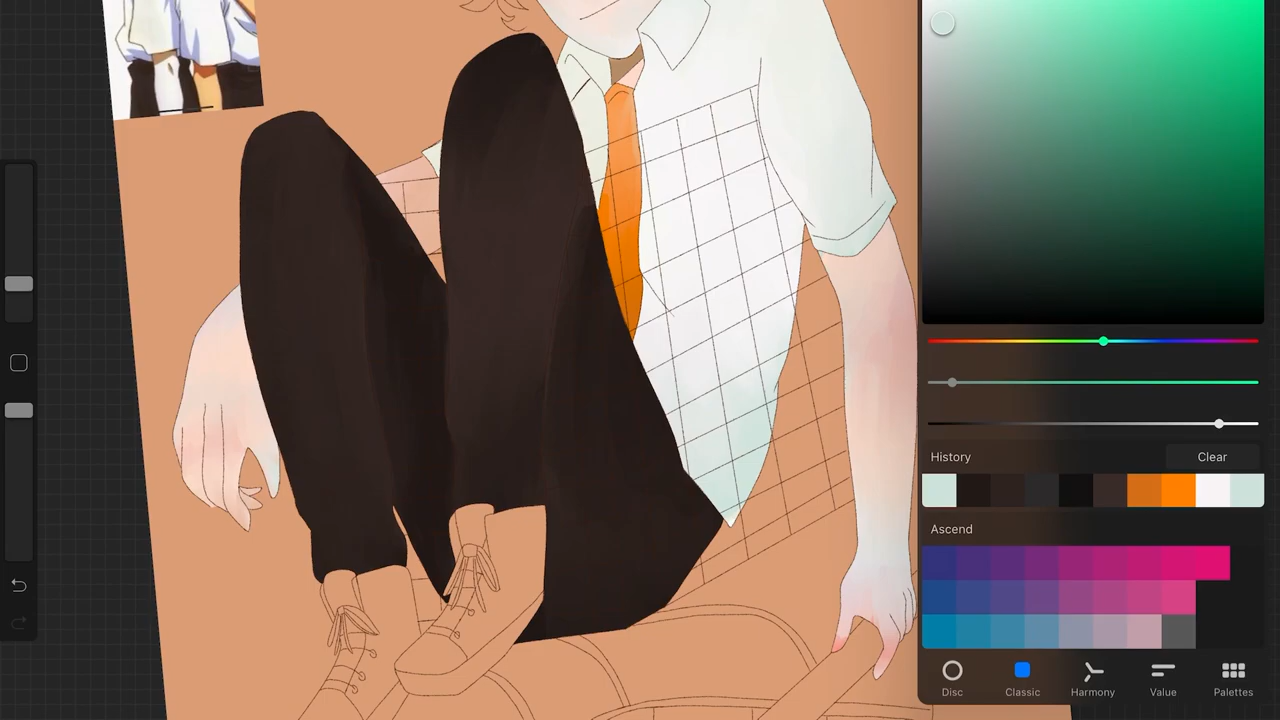 History
Clear
Ascend
Disc
Classic
Harmony
Value
Palettes